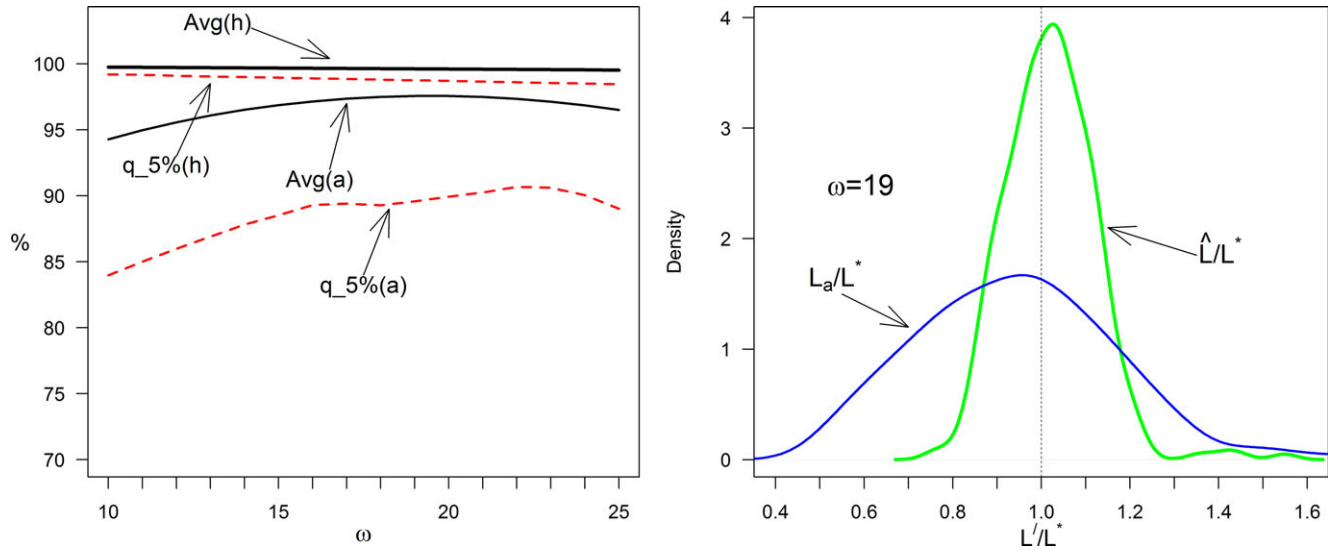 Avg(h)
100
95
90
85
80
75
70
%
q_5%(h)
Avg(a)
q_5%(a)
10
15
20
25
ω
4
3
2
1
0
Density
ω=19
L̂/L*
Lₐ/L*
0.4
0.6
0.8
1.0
1.2
1.4
1.6
L′/L*